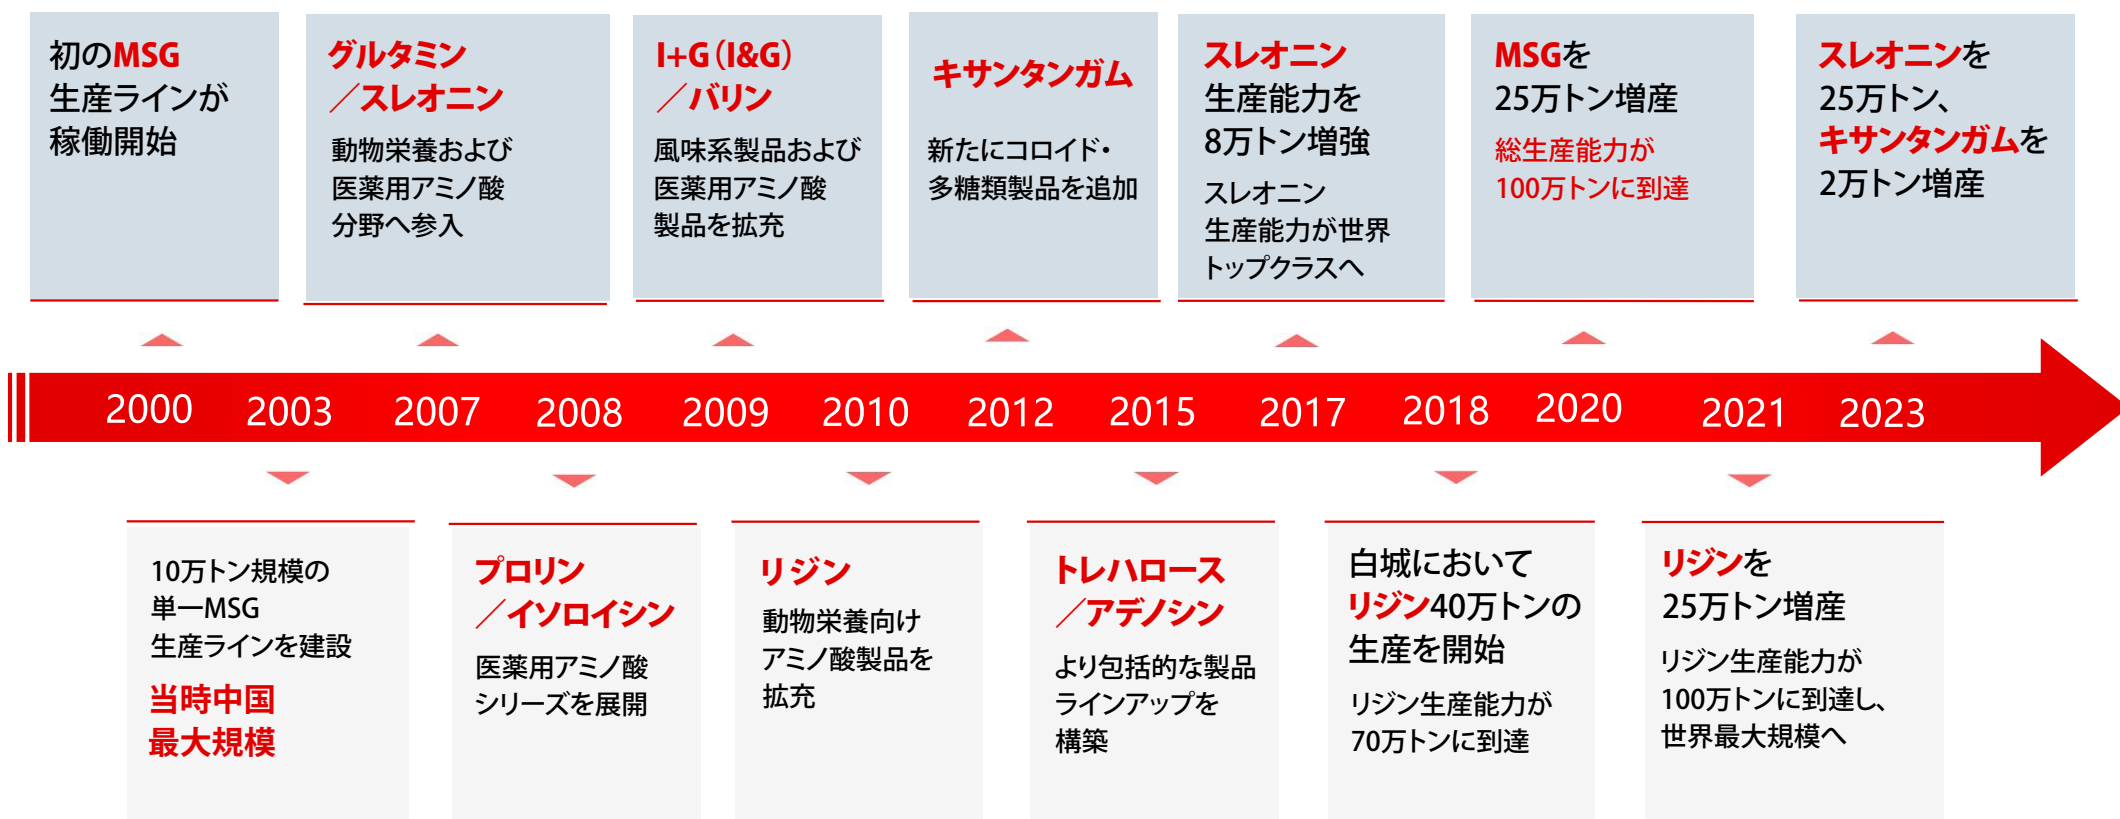 初のMSG
生産ラインが
稼働開始
グルタミン
／スレオニン
動物栄養および
医薬用アミノ酸
分野へ参入
I+G（I&G）
／バリン
風味系製品および
医薬用アミノ酸
製品を拡充
キサンタンガム
新たにコロイド・
多糖類製品を追加
スレオニン
生産能力を
8万トン増強
スレオニン
生産能力が世界
トップクラスへ
MSGを
25万トン増産
総生産能力が
100万トンに到達
スレオニンを
25万トン、
キサンタンガムを
2万トン増産
2000 2003 2007 2008 2009 2010 2012 2015 2017 2018 2020 2021 2023
10万トン規模の
単一MSG
生産ラインを建設
当時中国
最大規模
プロリン
／イソロイシン
医薬用アミノ酸
シリーズを展開
リジン
動物栄養向け
アミノ酸製品を
拡充
トレハロース
／アデノシン
より包括的な製品
ラインアップを
構築
白城において
リジン40万トンの
生産を開始
リジン生産能力が
70万トンに到達
リジンを
25万トン増産
リジン生産能力が
100万トンに到達し、
世界最大規模へ